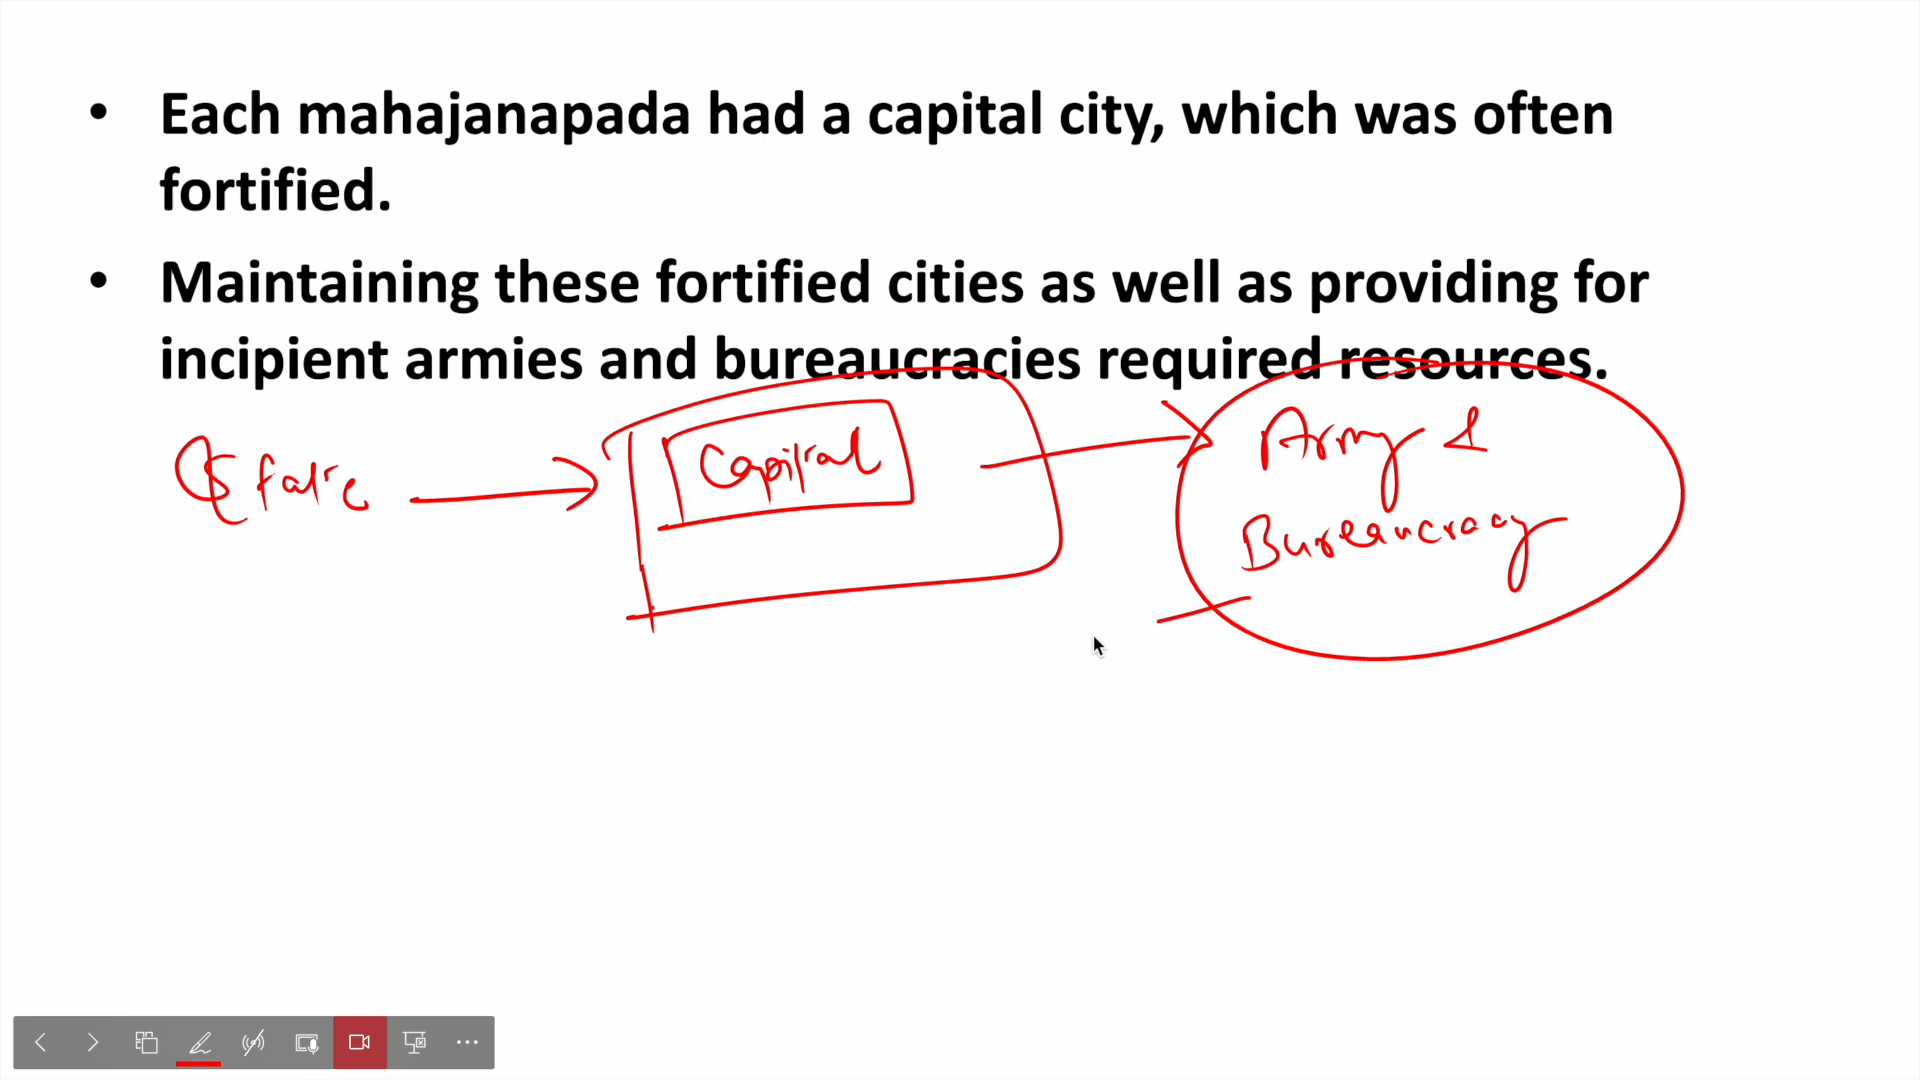 • Each mahajanapada had a capital city, which was often
fortified.
• Maintaining these fortified cities as well as providing for
incipient armies and bureaucracies required resources.
State
Capital
Army &
Bureaucracy